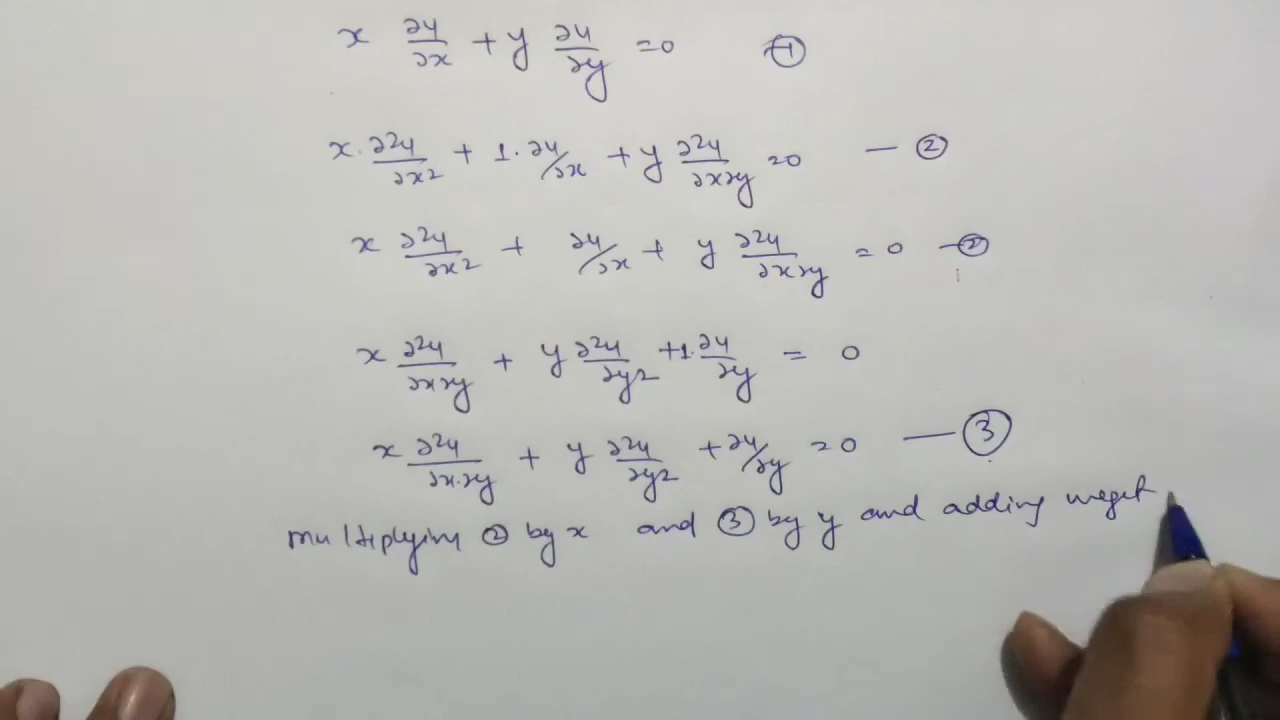 x ∂u/∂x + y ∂u/∂y =0 ①
x·∂²u/∂x² + 1·∂u/∂x + y ∂²u/∂x∂y =0 — ②
x ∂²u/∂x² + ∂u/∂x + y ∂²u/∂x∂y = 0 — ②
x ∂²u/∂x∂y + y ∂²u/∂y² +1·∂u/∂y = 0
x ∂²u/∂x·∂y + y ∂²u/∂y² + ∂u/∂y =0 — ③
multiplying ② by x and ③ by y and adding weget